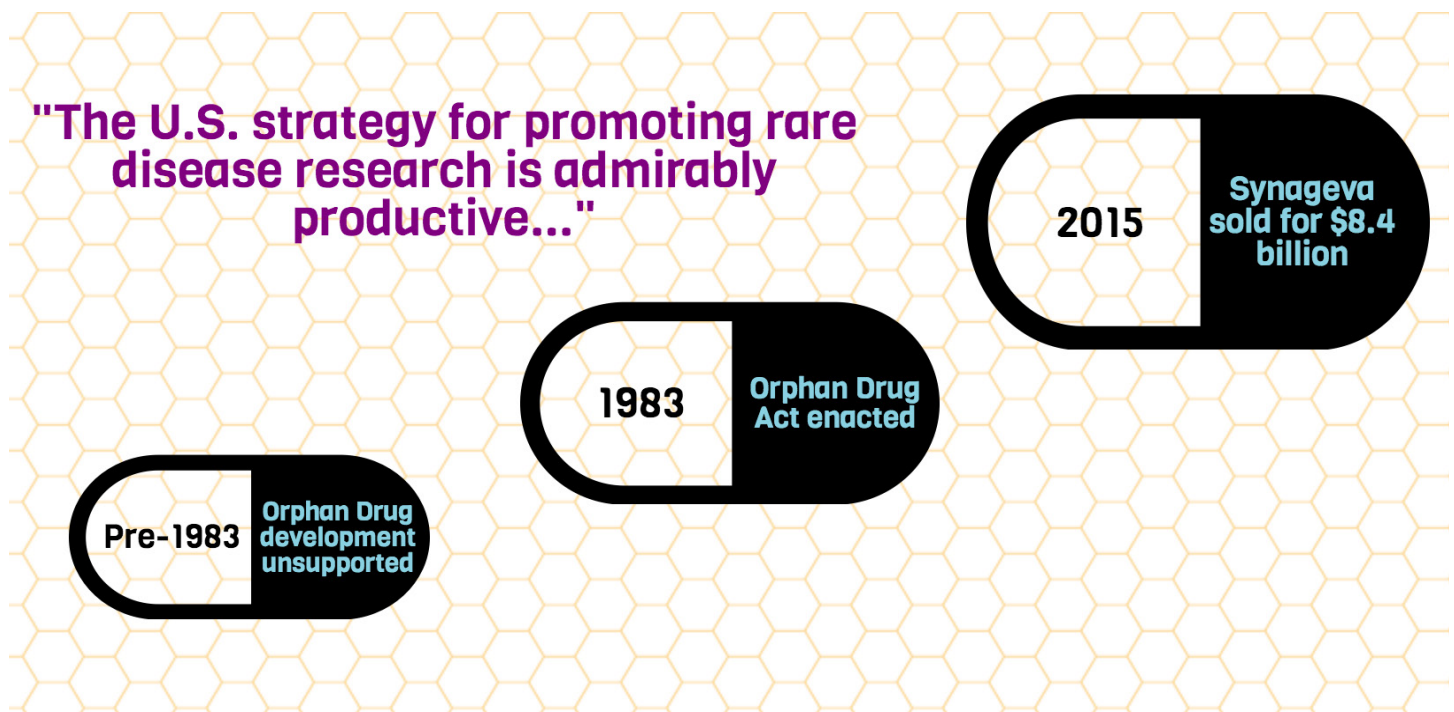 "The U.S. strategy for promoting rare
disease research is admirably
productive..."
2015
Synageva
sold for $8.4
billion
1983
Orphan Drug
Act enacted
Pre-1983
Orphan Drug
development
unsupported